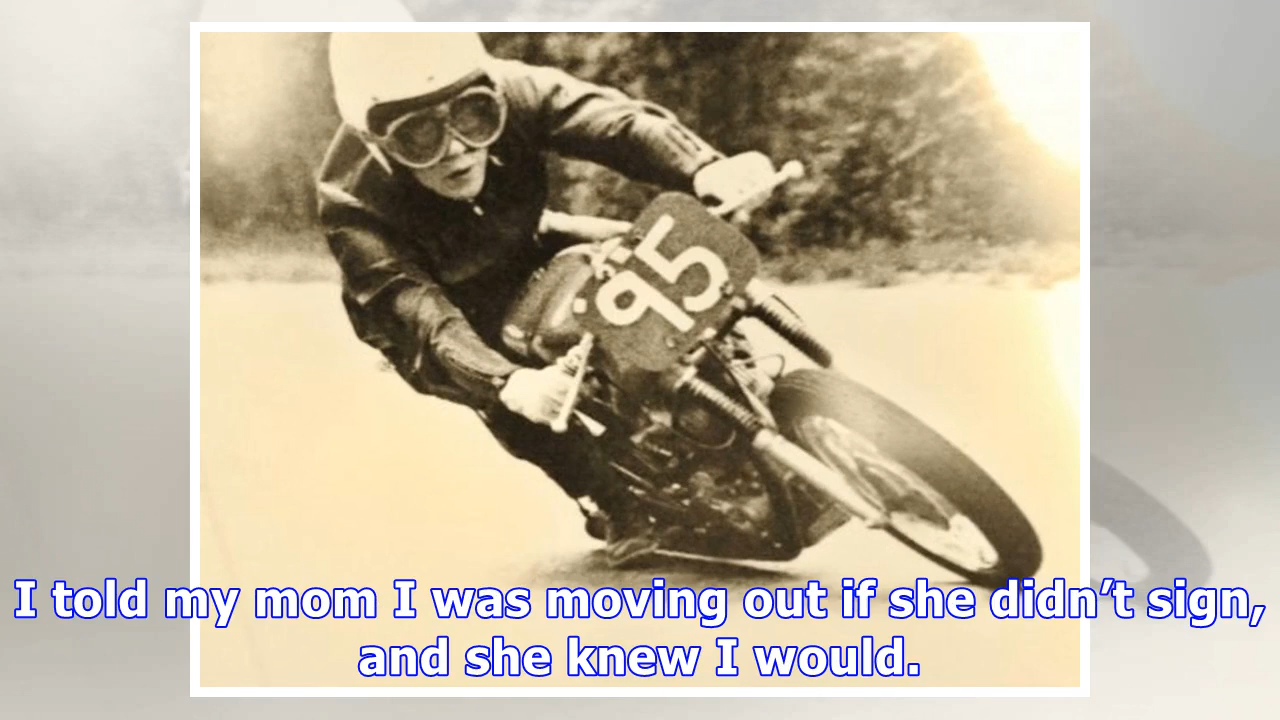 95
I told my mom I was moving out if she didn’t sign,
and she knew I would.